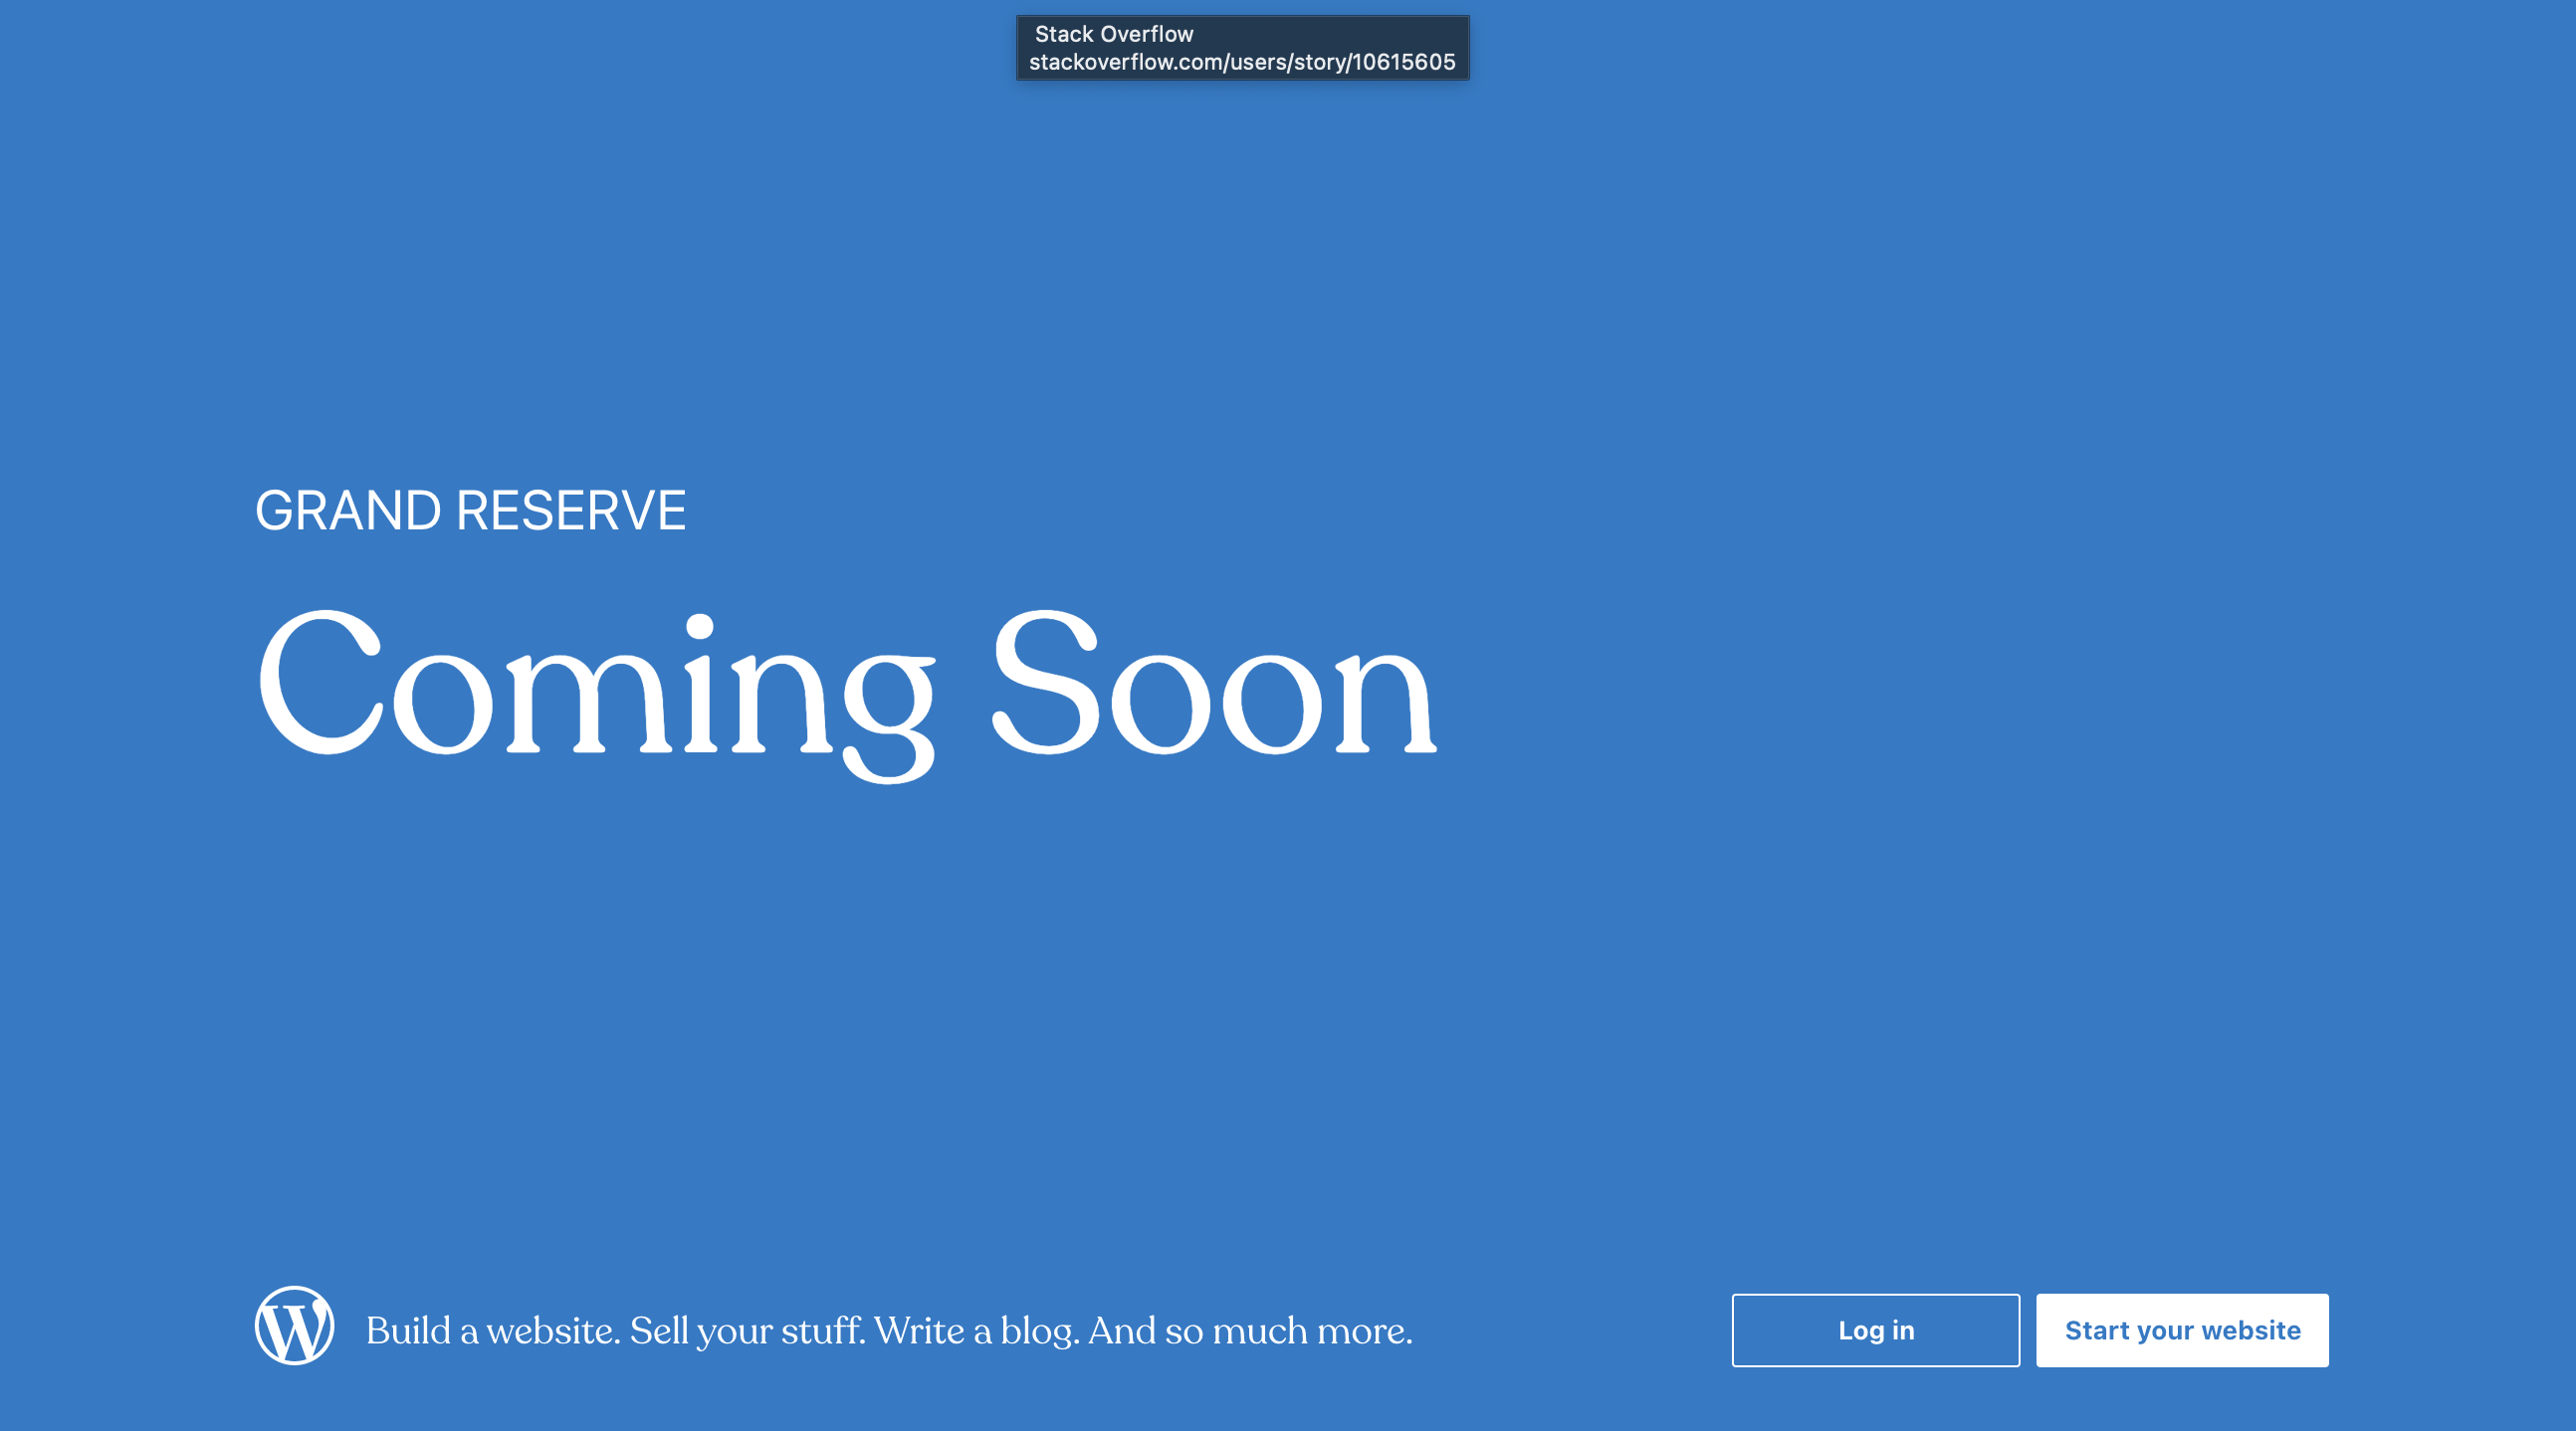 Stack Overflow
stackoverflow.com/users/story/10615605
GRAND RESERVE
Coming Soon
Build a website. Sell your stuff. Write a blog. And so much more.
Log in
Start your website